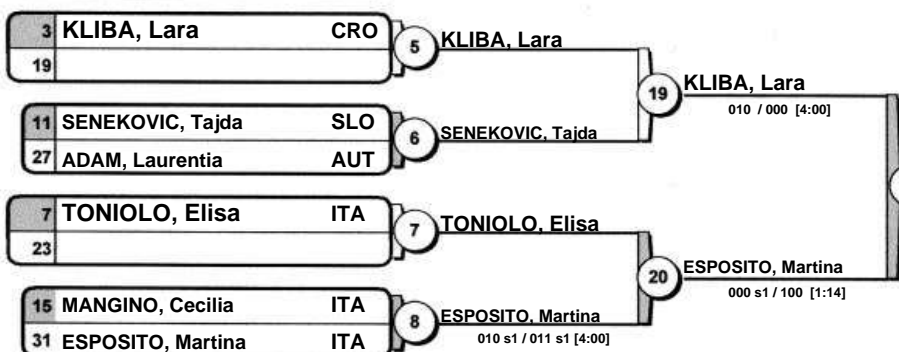 3 KLIBA, Lara CRO
19
5
KLIBA, Lara
11 SENEKOVIC, Tajda SLO
27 ADAM, Laurentia AUT
6
SENEKOVIC, Tajda
19
KLIBA, Lara
010 / 000 [4:00]
7 TONIOLO, Elisa ITA
23
7
TONIOLO, Elisa
15 MANGINO, Cecilia ITA
31 ESPOSITO, Martina ITA
8
ESPOSITO, Martina
010 s1 / 011 s1 [4:00]
20
ESPOSITO, Martina
000 s1 / 100 [1:14]